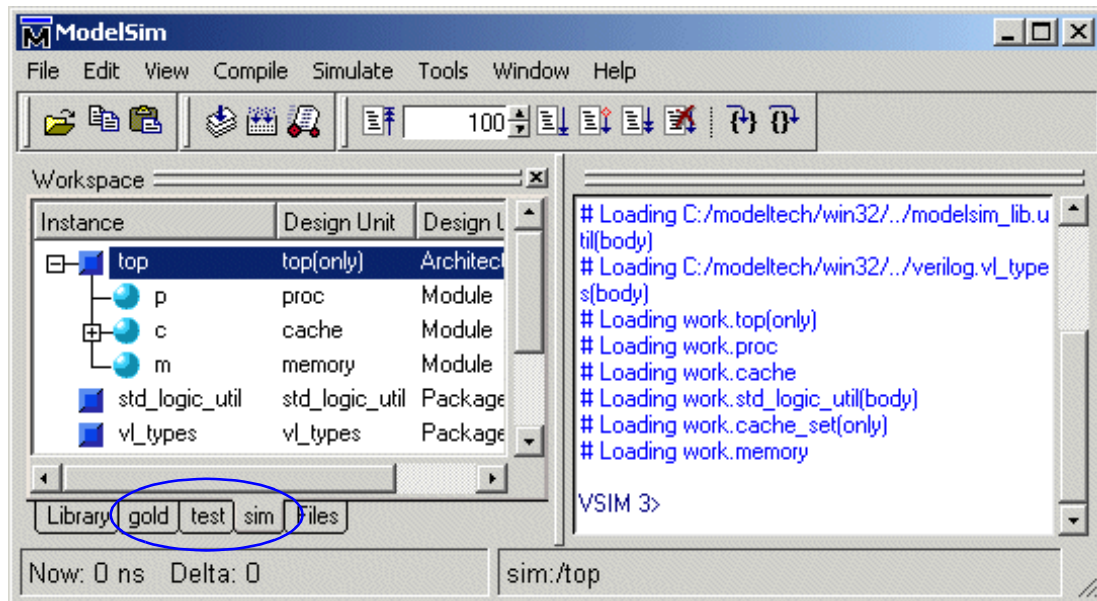 ModelSim
File Edit View Compile Simulate Tools Window Help
100
Workspace
Instance Design Unit Design U
top top(only) Architect
p proc Module
c cache Module
m memory Module
std_logic_util std_logic_util Package
vl_types vl_types Package
Library gold test sim Files
# Loading C:/modeltech/win32/../modelsim_lib.u
til(body)
# Loading C:/modeltech/win32/../verilog.vl_type
s(body)
# Loading work.top(only)
# Loading work.proc
# Loading work.cache
# Loading work.std_logic_util(body)
# Loading work.cache_set(only)
# Loading work.memory
VSIM 3>
Now: 0 ns Delta: 0 sim:/top